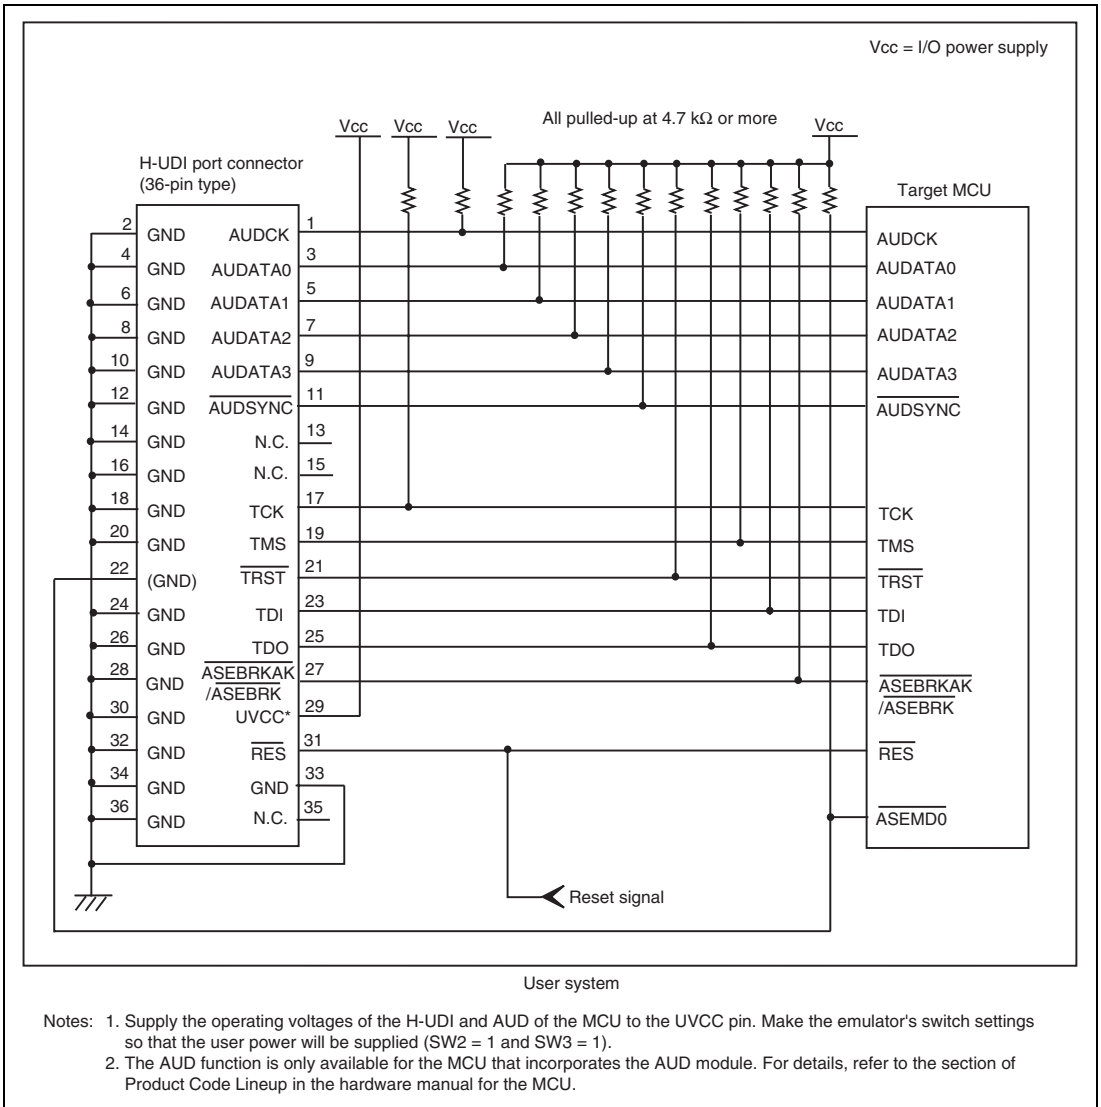 Vcc = I/O power supply
All pulled-up at 4.7 kΩ or more
Vcc
Vcc
Vcc
Vcc
H-UDI port connector
(36-pin type)
Target MCU
2 GND AUDCK 1 AUDCK
4 GND AUDATA0 3 AUDATA0
6 GND AUDATA1 5 AUDATA1
8 GND AUDATA2 7 AUDATA2
10 GND AUDATA3 9 AUDATA3
12 GND AUDSYNC 11 AUDSYNC
14 GND N.C. 13
16 GND N.C. 15
18 GND TCK 17 TCK
20 GND TMS 19 TMS
22 (GND) TRST 21 TRST
24 GND TDI 23 TDI
26 GND TDO 25 TDO
28 GND ASEBRKAK 27 ASEBRKAK
/ASEBRK /ASEBRK
30 GND UVCC* 29
32 GND RES 31 RES
34 GND GND 33
36 GND N.C. 35 ASEMD0
Reset signal
User system
Notes: 1. Supply the operating voltages of the H-UDI and AUD of the MCU to the UVCC pin. Make the emulator's switch settings
so that the user power will be supplied (SW2 = 1 and SW3 = 1).
2. The AUD function is only available for the MCU that incorporates the AUD module. For details, refer to the section of
Product Code Lineup in the hardware manual for the MCU.